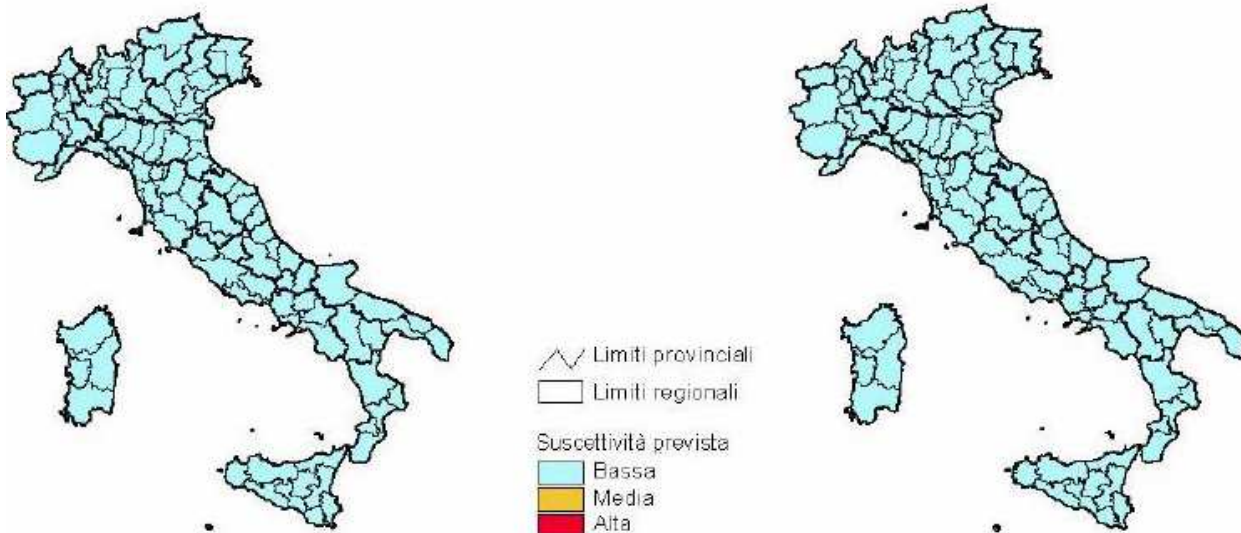 Limiti provinciali
Limiti regionali
Suscettività prevista
Bassa
Media
Alta